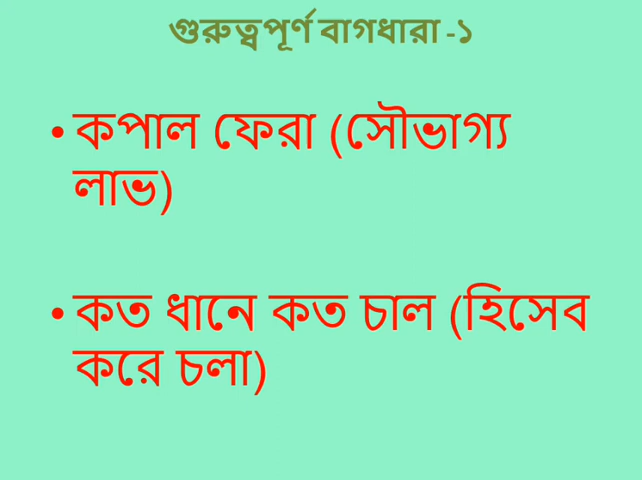 গুরুত্বপূর্ণ বাগধারা -১
• কপাল ফেরা (সৌভাগ্য
লাভ)
• কত ধানে কত চাল (হিসেব
করে চলা)